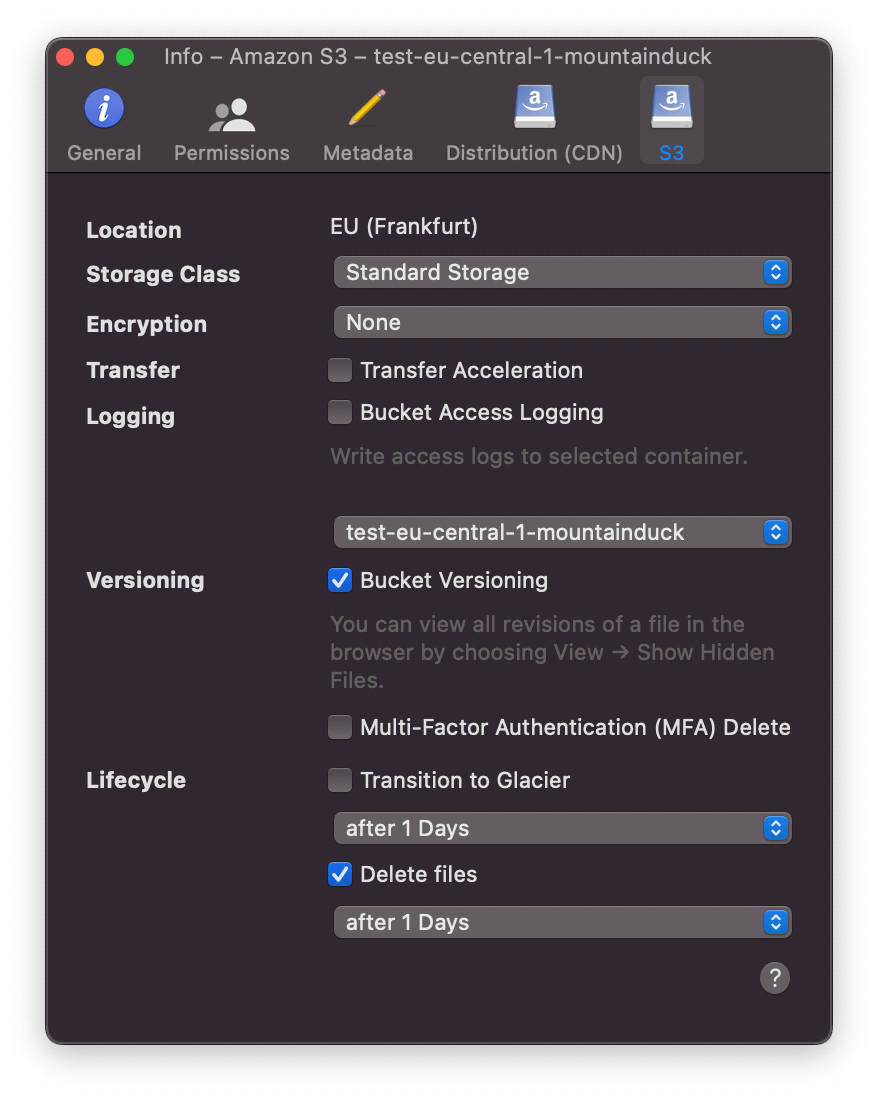 Info – Amazon S3 – test-eu-central-1-mountainduck
General Permissions Metadata Distribution (CDN) S3
Location EU (Frankfurt)
Storage Class Standard Storage
Encryption None
Transfer Transfer Acceleration
Logging Bucket Access Logging
Write access logs to selected container.
test-eu-central-1-mountainduck
Versioning Bucket Versioning
You can view all revisions of a file in the
browser by choosing View → Show Hidden
Files.
Multi-Factor Authentication (MFA) Delete
Lifecycle Transition to Glacier
after 1 Days
Delete files
after 1 Days
?